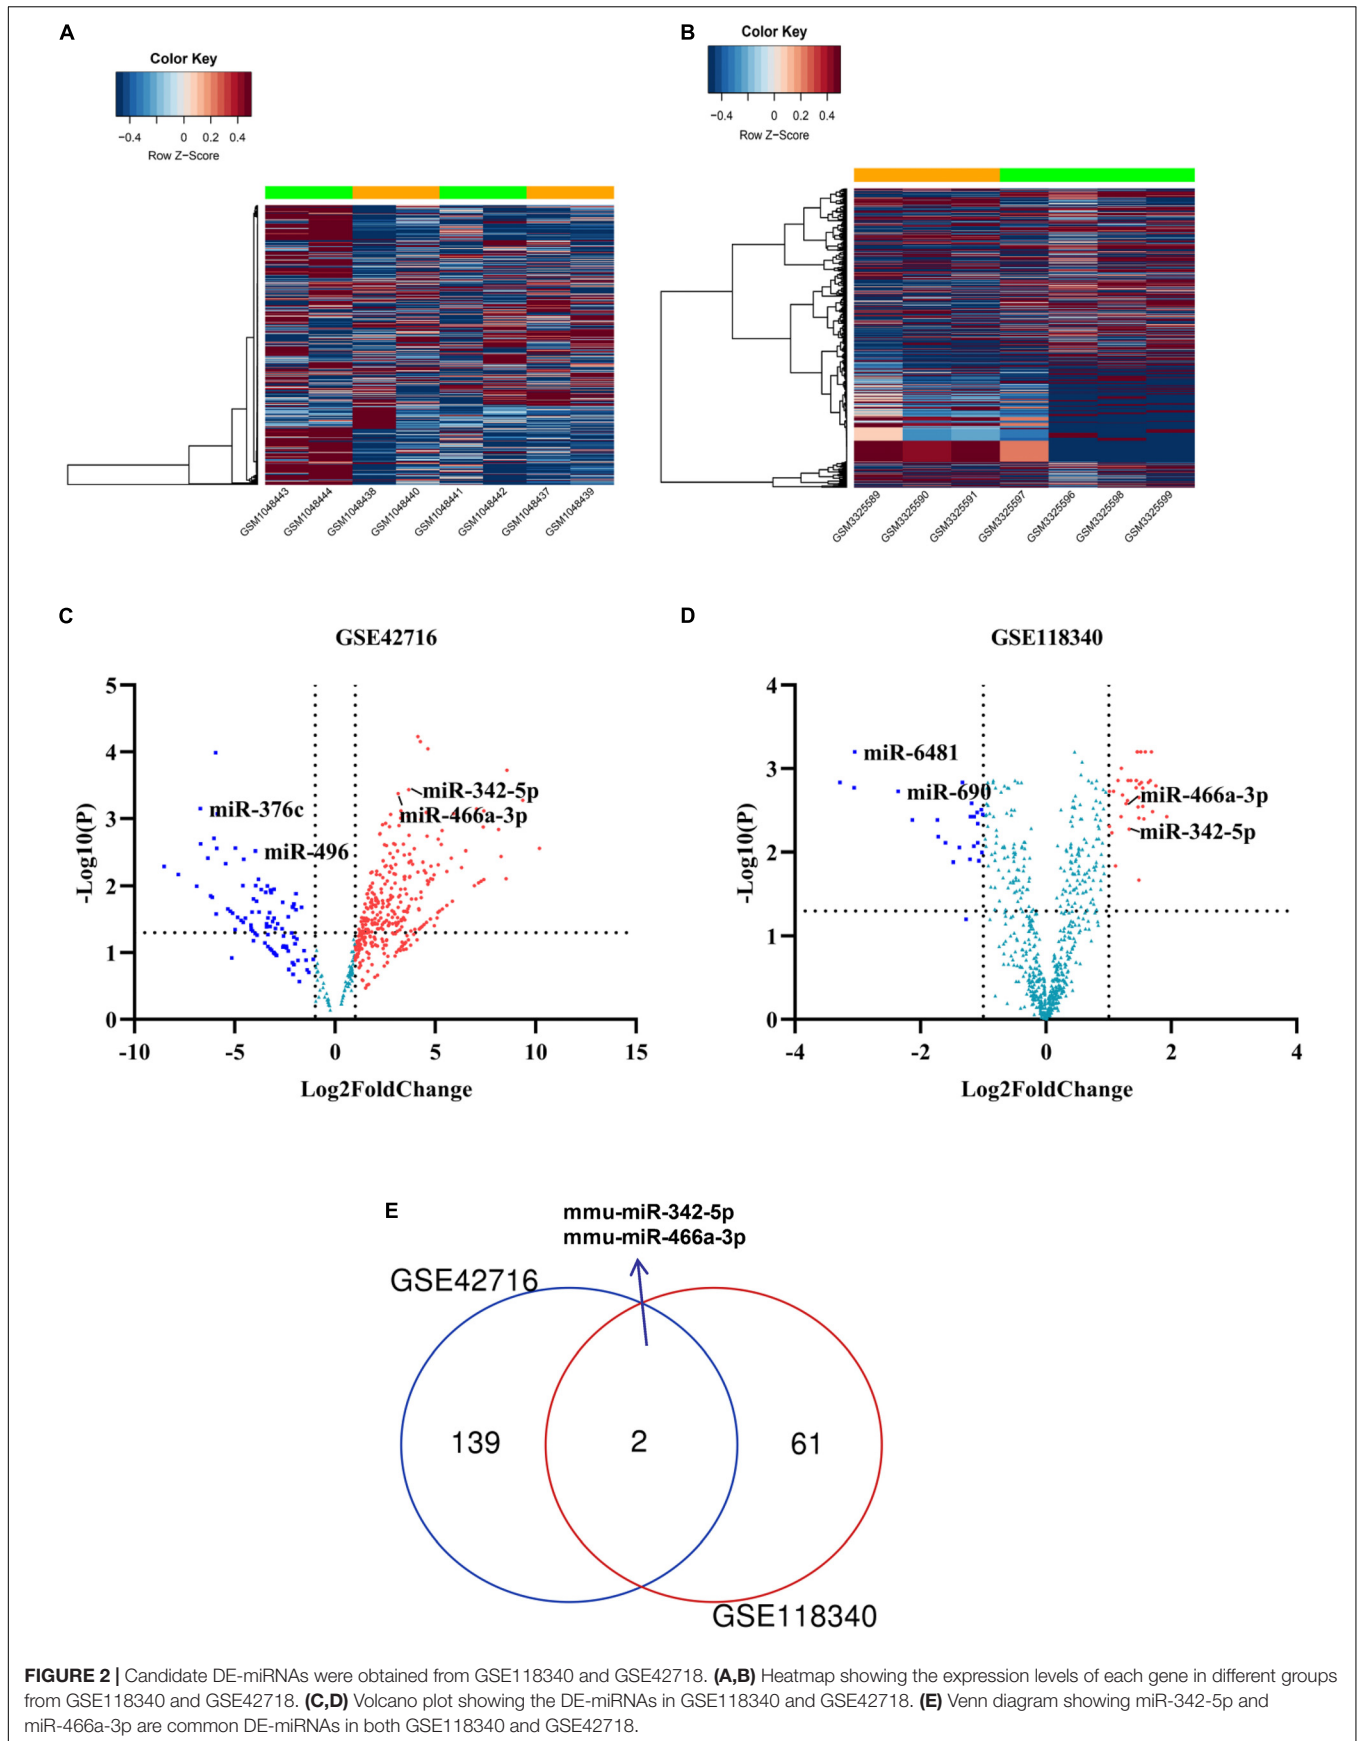 A
Color Key
−0.4 0 0.2 0.4
Row Z−Score
GSM1048443
GSM1048444
GSM1048438
GSM1048440
GSM1048441
GSM1048442
GSM1048437
GSM1048439
B
Color Key
−0.4 0 0.2 0.4
Row Z−Score
GSM3325589
GSM3325590
GSM3325591
GSM3325597
GSM3325596
GSM3325598
GSM3325599
C
GSE42716
-Log10(P)
5
4
3
2
1
0
miR-342-5p
miR-466a-3p
miR-376c
miR-496
-10 -5 0 5 10 15
Log2FoldChange
D
GSE118340
-Log10(P)
4
3
2
1
0
miR-6481
miR-690
miR-466a-3p
miR-342-5p
-4 -2 0 2 4
Log2FoldChange
E
mmu-miR-342-5p
mmu-miR-466a-3p
GSE42716
139 2 61
GSE118340
FIGURE 2 | Candidate DE-miRNAs were obtained from GSE118340 and GSE42718. (A,B) Heatmap showing the expression levels of each gene in different groups
from GSE118340 and GSE42718. (C,D) Volcano plot showing the DE-miRNAs in GSE118340 and GSE42718. (E) Venn diagram showing miR-342-5p and
miR-466a-3p are common DE-miRNAs in both GSE118340 and GSE42718.